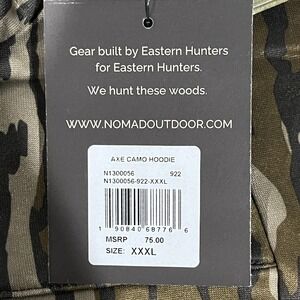 Gear built by Eastern Hunters
for Eastern Hunters.
We hunt these woods.
WWW.NOMADOUTDOOR.COM
AXE CAMO HOODIE
N1300056 922
N1300056-922-XXXL
1 90840 68776 6
MSRP 75.00
SIZE: XXXL